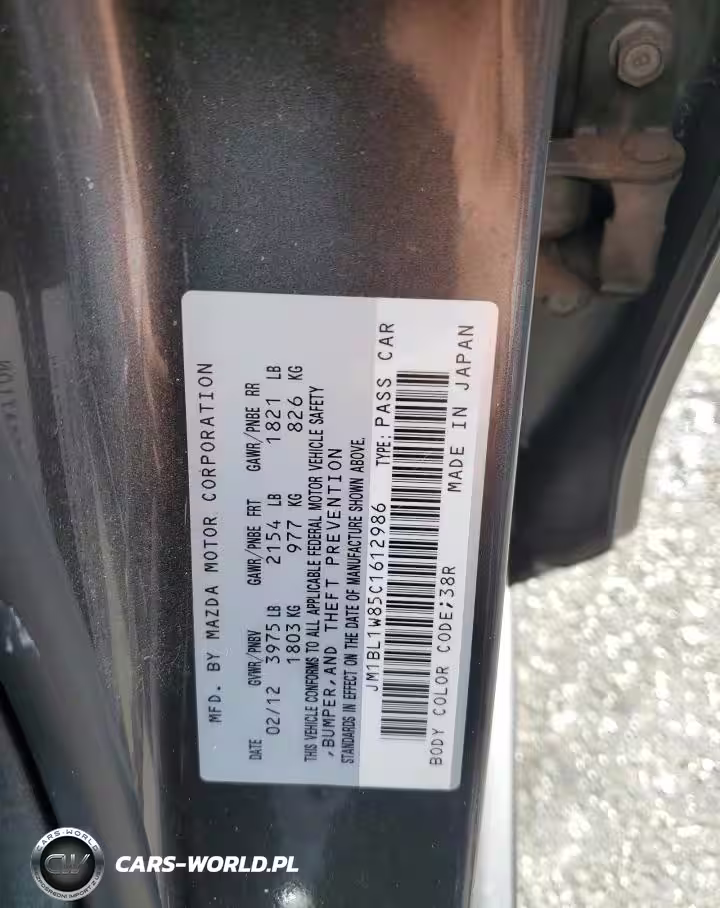 MFD. BY MAZDA MOTOR CORPORATION
DATE GVWR/PNBV GAWR/PNBE FRT GAWR/PNBE RR
02/12 3975 LB 2154 LB 1821 LB
1803 KG 977 KG 826 KG
THIS VEHICLE CONFORMS TO ALL APPLICABLE FEDERAL MOTOR VEHICLE SAFETY
,BUMPER,AND THEFT PREVENTION
STANDARDS IN EFFECT ON THE DATE OF MANUFACTURE SHOWN ABOVE.
JM1BL1W85C1612986 TYPE: PASS CAR
BODY COLOR CODE;38R MADE IN JAPAN
CARS-WORLD
CW
CARS-WORLD.PL